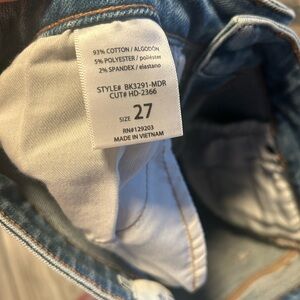 93% COTTON / ALGODÓN
5% POLYESTER / poliéster
2% SPANDEX / elastano
STYLE# BK3291-MDR
CUT# HD-2366
SIZE 27
RN#129203
MADE IN VIETNAM